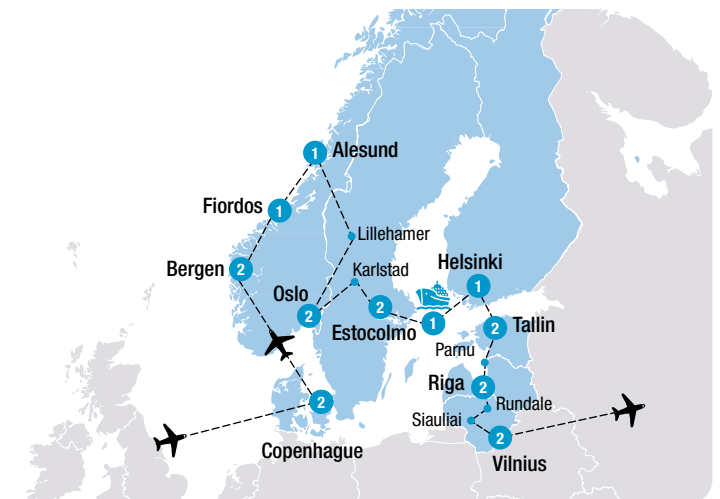 1 Alesund
Fiordos 1
Lillehamer
Bergen 2
Karlstad
Helsinki
1
Oslo
2
2
Estocolmo
1
2 Tallin
Parnu
Riga 2
Rundale
Siauliai
2
Copenhague
2
Vilnius